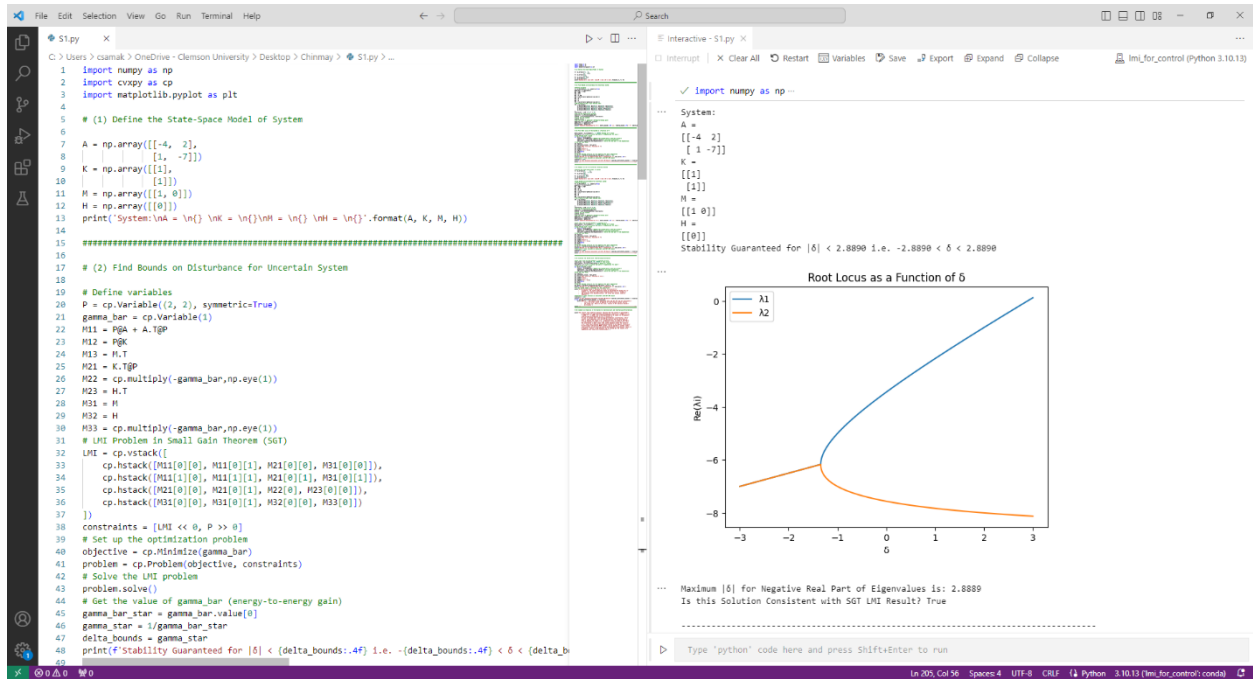 File Edit Selection View Go Run Terminal Help
Search
S1.py
C: > Users > csamak > OneDrive - Clemson University > Desktop > Chinmay > S1.py > ...
1 import numpy as np
2 import cvxpy as cp
3 import matplotlib.pyplot as plt
4
5 # (1) Define the State-Space Model of System
6
7 A = np.array([[-4, 2],
8 [1, -7]])
9 K = np.array([[1],
10 [1]])
11 M = np.array([[1, 0]])
12 H = np.array([[0]])
13 print('System:\nA = \n{} \nK = \n{}\nM = \n{} \nH = \n{}'.format(A, K, M, H))
14
15 ################################################################################
16
17 # (2) Find Bounds on Disturbance for Uncertain System
18
19 # Define variables
20 P = cp.Variable((2, 2), symmetric=True)
21 gamma_bar = cp.Variable(1)
22 M11 = P@A + A.T@P
23 M12 = P@K
24 M13 = M.T
25 M21 = K.T@P
26 M22 = cp.multiply(-gamma_bar,np.eye(1))
27 M23 = H.T
28 M31 = M
29 M32 = H
30 M33 = cp.multiply(-gamma_bar,np.eye(1))
31 # LMI Problem in Small Gain Theorem (SGT)
32 LMI = cp.vstack([
33 cp.hstack([M11[0][0], M11[0][1], M21[0][0], M31[0][0]]),
34 cp.hstack([M11[1][0], M11[1][1], M21[0][1], M31[0][1]]),
35 cp.hstack([M21[0][0], M21[0][1], M22[0], M23[0][0]]),
36 cp.hstack([M31[0][0], M31[0][1], M32[0][0], M33[0]])
37 ])
38 constraints = [LMI << 0, P >> 0]
39 # Set up the optimization problem
40 objective = cp.Minimize(gamma_bar)
41 problem = cp.Problem(objective, constraints)
42 # Solve the LMI problem
43 problem.solve()
44 # Get the value of gamma_bar (energy-to-energy gain)
45 gamma_bar_star = gamma_bar.value[0]
46 gamma_star = 1/gamma_bar_star
47 delta_bounds = gamma_star
48 print(f'Stability Guaranteed for |δ| < {delta_bounds:.4f} i.e. -{delta_bounds:.4f} < δ < {delta_b
49
Interactive - S1.py
Interrupt Clear All Restart Variables Save Export Expand Collapse lmi_for_control (Python 3.10.13)
import numpy as np ...
System:
A =
[[-4 2]
[ 1 -7]]
K =
[[1]
[1]]
M =
[[1 0]]
H =
[[0]]
Stability Guaranteed for |δ| < 2.8890 i.e. -2.8890 < δ < 2.8890
Root Locus as a Function of δ
λ1
λ2
0
−2
−4
−6
−8
Re(λi)
−3 −2 −1 0 1 2 3
δ
Maximum |δ| for Negative Real Part of Eigenvalues is: 2.8889
Is this Solution Consistent with SGT LMI Result? True
--------------------------------------------------------------------------------
Type 'python' code here and press Shift+Enter to run
0 0 0 Ln 205, Col 56 Spaces: 4 UTF-8 CRLF Python 3.10.13 ('lmi_for_control': conda)